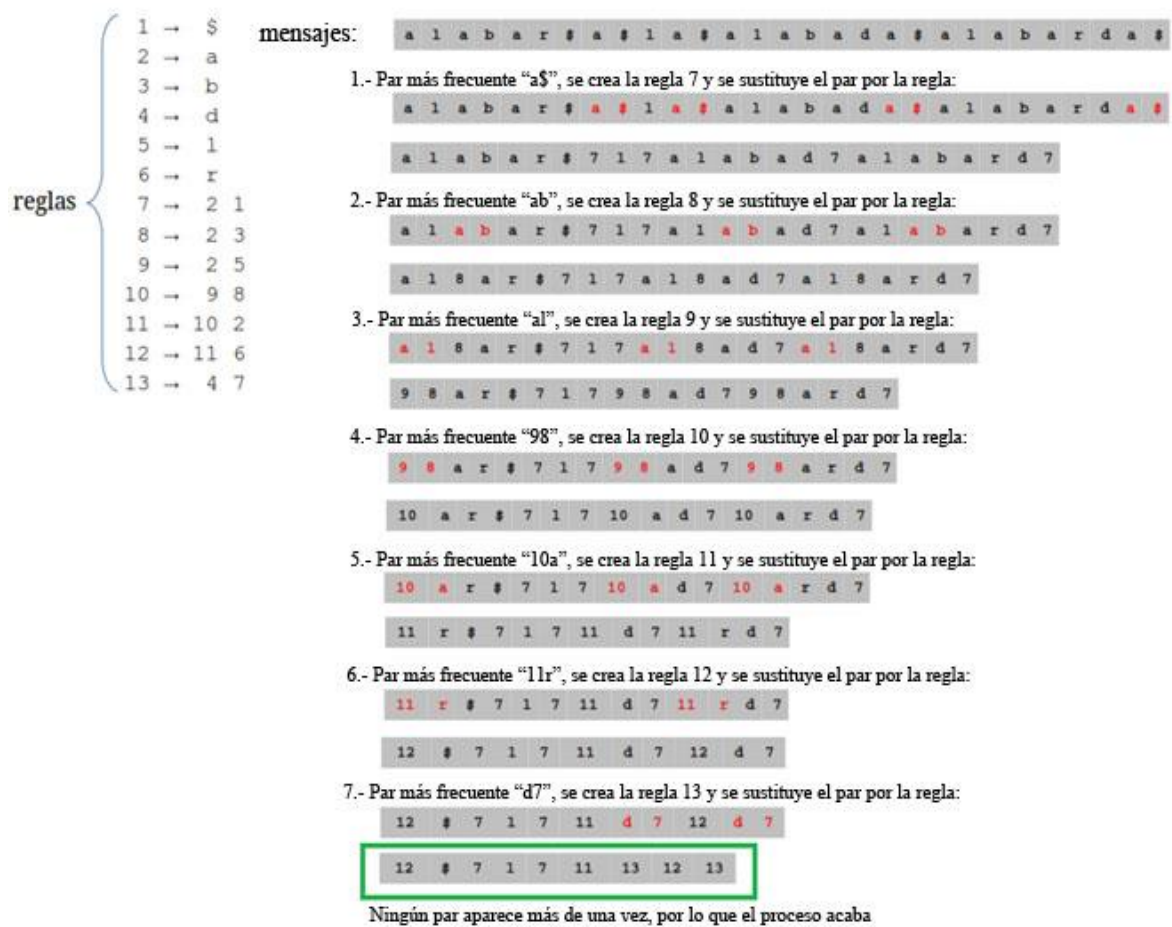 1 → $
2 → a
3 → b
4 → d
5 → l
6 → r
reglas
7 → 2 1
8 → 2 3
9 → 2 5
10 → 9 8
11 → 10 2
12 → 11 6
13 → 4 7
mensajes:
a l a b a r $ a $ l a $ a l a b a d a $ a l a b a r d a $
1.- Par más frecuente “a$”, se crea la regla 7 y se sustituye el par por la regla:
a l a b a r $ a $ l a $ a l a b a d a $ a l a b a r d a $
a l a b a r $ 7 l 7 a l a b a d 7 a l a b a r d 7
2.- Par más frecuente “ab”, se crea la regla 8 y se sustituye el par por la regla:
a l a b a r $ 7 l 7 a l a b a d 7 a l a b a r d 7
a l 8 a r $ 7 l 7 a l 8 a d 7 a l 8 a r d 7
3.- Par más frecuente “al”, se crea la regla 9 y se sustituye el par por la regla:
a l 8 a r $ 7 l 7 a l 8 a d 7 a l 8 a r d 7
9 8 a r $ 7 l 7 9 8 a d 7 9 8 a r d 7
4.- Par más frecuente “98”, se crea la regla 10 y se sustituye el par por la regla:
9 8 a r $ 7 l 7 9 8 a d 7 9 8 a r d 7
10 a r $ 7 l 7 10 a d 7 10 a r d 7
5.- Par más frecuente “10a”, se crea la regla 11 y se sustituye el par por la regla:
10 a r $ 7 l 7 10 a d 7 10 a r d 7
11 r $ 7 l 7 11 d 7 11 r d 7
6.- Par más frecuente “11r”, se crea la regla 12 y se sustituye el par por la regla:
11 r $ 7 l 7 11 d 7 11 r d 7
12 $ 7 l 7 11 d 7 12 d 7
7.- Par más frecuente “d7”, se crea la regla 13 y se sustituye el par por la regla:
12 $ 7 l 7 11 d 7 12 d 7
12 $ 7 l 7 11 13 12 13
Ningún par aparece más de una vez, por lo que el proceso acaba